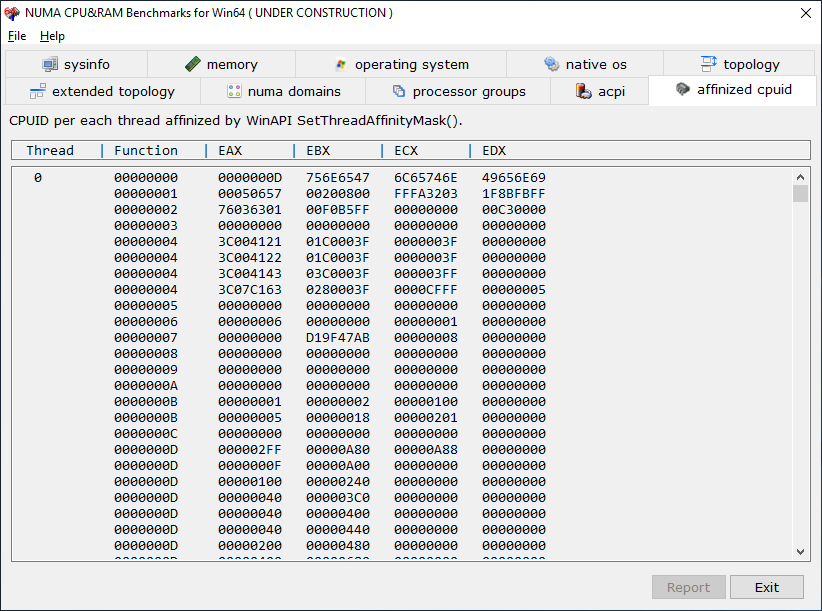 NUMA CPU&RAM Benchmarks for Win64 ( UNDER CONSTRUCTION )
File Help
sysinfo memory operating system native os topology
extended topology numa domains processor groups acpi affinized cpuid
CPUID per each thread affinized by WinAPI SetThreadAffinityMask().
Thread | Function | EAX | EBX | ECX | EDX
0 00000000 0000000D 756E6547 6C65746E 49656E69
00000001 00050657 00200800 FFFA3203 1F8BFBFF
00000002 76036301 00F0B5FF 00000000 00C30000
00000003 00000000 00000000 00000000 00000000
00000004 3C004121 01C0003F 0000003F 00000000
00000004 3C004122 01C0003F 0000003F 00000000
00000004 3C004143 03C0003F 000003FF 00000000
00000004 3C07C163 0280003F 0000CFFF 00000005
00000005 00000000 00000000 00000000 00000000
00000006 00000006 00000000 00000001 00000000
00000007 00000000 D19F47AB 00000008 00000000
00000008 00000000 00000000 00000000 00000000
00000009 00000000 00000000 00000000 00000000
0000000A 00000000 00000000 00000000 00000000
0000000B 00000001 00000002 00000100 00000000
0000000B 00000005 00000018 00000201 00000000
0000000C 00000000 00000000 00000000 00000000
0000000D 000002FF 00000A80 00000A88 00000000
0000000D 0000000F 00000A00 00000000 00000000
0000000D 00000100 00000240 00000000 00000000
0000000D 00000040 000003C0 00000000 00000000
0000000D 00000040 00000400 00000000 00000000
0000000D 00000040 00000440 00000000 00000000
0000000D 00000200 00000480 00000000 00000000
Report Exit